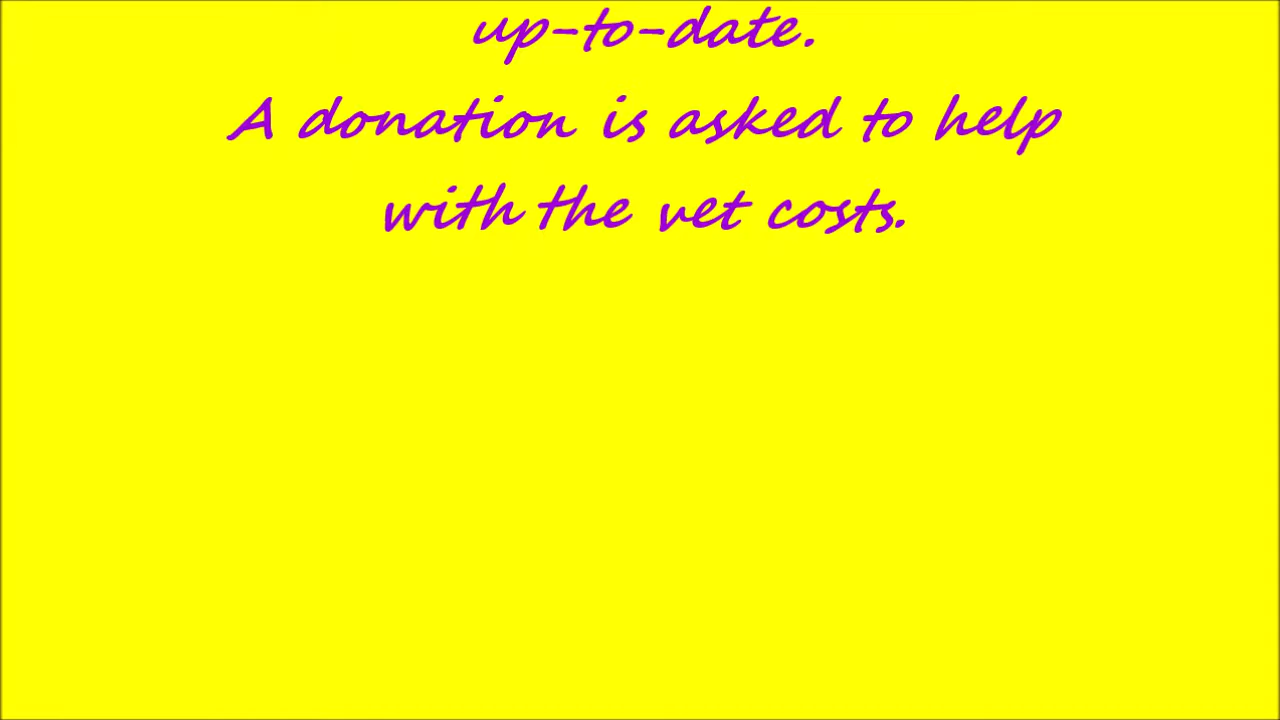 up-to-date.
A donation is asked to help
with the vet costs.